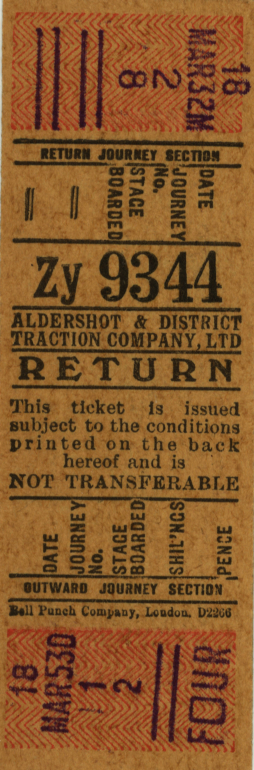 18
MAR32N
2
8
RETURN JOURNEY SECTION
DATE
JOURNEY
NO.
STAGE
BOARDED
Zy 9344
ALDERSHOT & DISTRICT
TRACTION COMPANY, LTD
RETURN
This ticket is issued
subject to the conditions
printed on the back
hereof and is
NOT TRANSFERABLE
DATE
JOURNEY
NO.
STAGE
BOARDED
SHIL'NGS
PENCE
OUTWARD JOURNEY SECTION
Bell Punch Company, London. D2266
18
MAR53D
1
2
FOUR